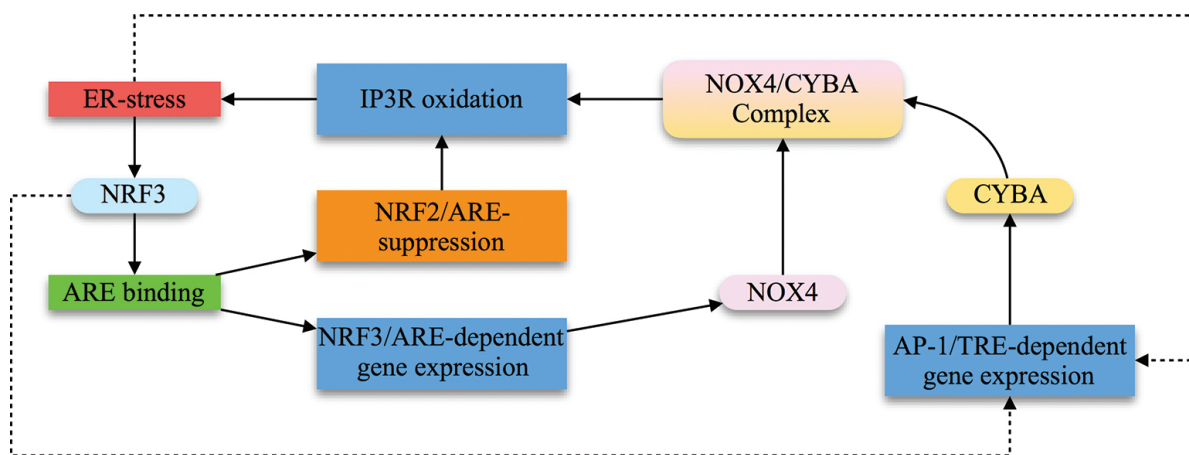 ER-stress
IP3R oxidation
NOX4/CYBA
Complex
NRF3
NRF2/ARE-
suppression
CYBA
ARE binding
NOX4
NRF3/ARE-dependent
gene expression
AP-1/TRE-dependent
gene expression